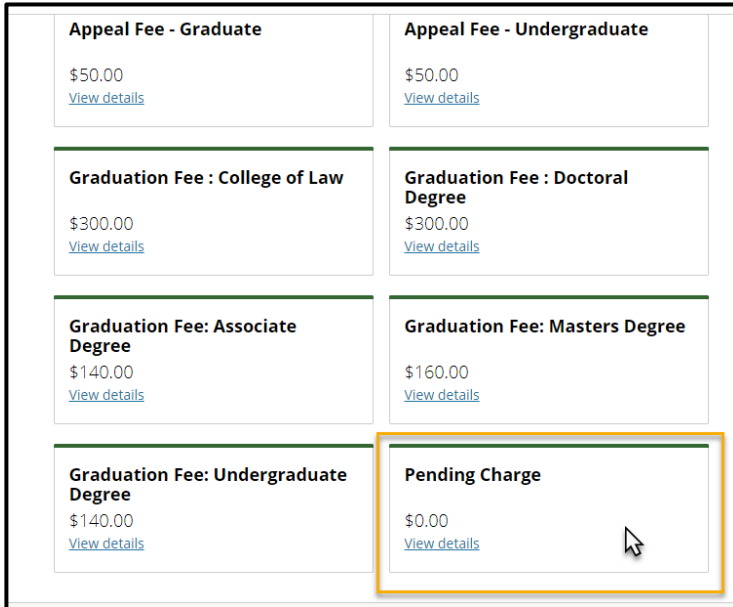 Appeal Fee - Graduate
$50.00
View details
Appeal Fee - Undergraduate
$50.00
View details
Graduation Fee : College of Law
$300.00
View details
Graduation Fee : Doctoral
Degree
$300.00
View details
Graduation Fee: Associate
Degree
$140.00
View details
Graduation Fee: Masters Degree
$160.00
View details
Graduation Fee: Undergraduate
Degree
$140.00
View details
Pending Charge
$0.00
View details